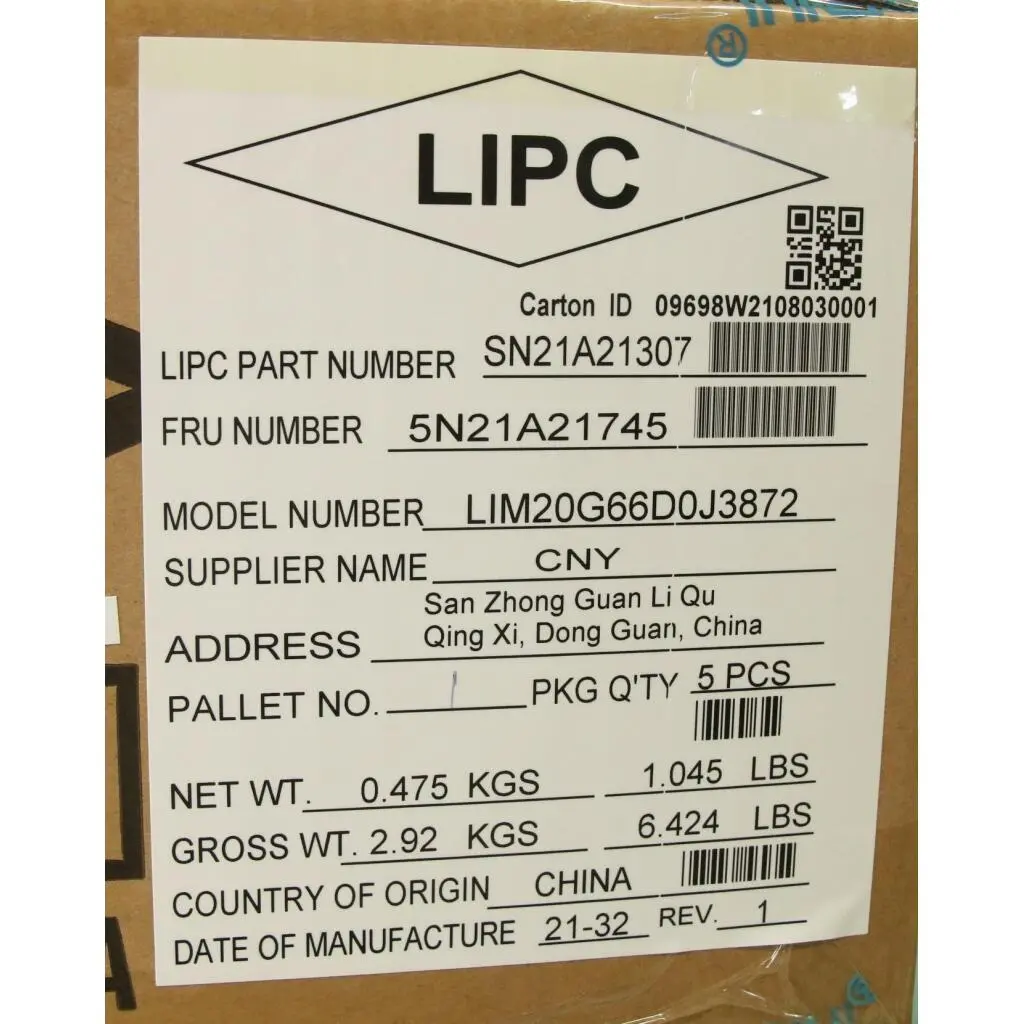 ®
LIPC
Carton ID 09698W2108030001
LIPC PART NUMBER SN21A21307
FRU NUMBER 5N21A21745
MODEL NUMBER LIM20G66D0J3872
SUPPLIER NAME CNY
San Zhong Guan Li Qu
ADDRESS Qing Xi, Dong Guan, China
PALLET NO. 1 PKG Q'TY 5 PCS
NET WT. 0.475 KGS 1.045 LBS
GROSS WT. 2.92 KGS 6.424 LBS
COUNTRY OF ORIGIN CHINA
DATE OF MANUFACTURE 21-32 REV. 1